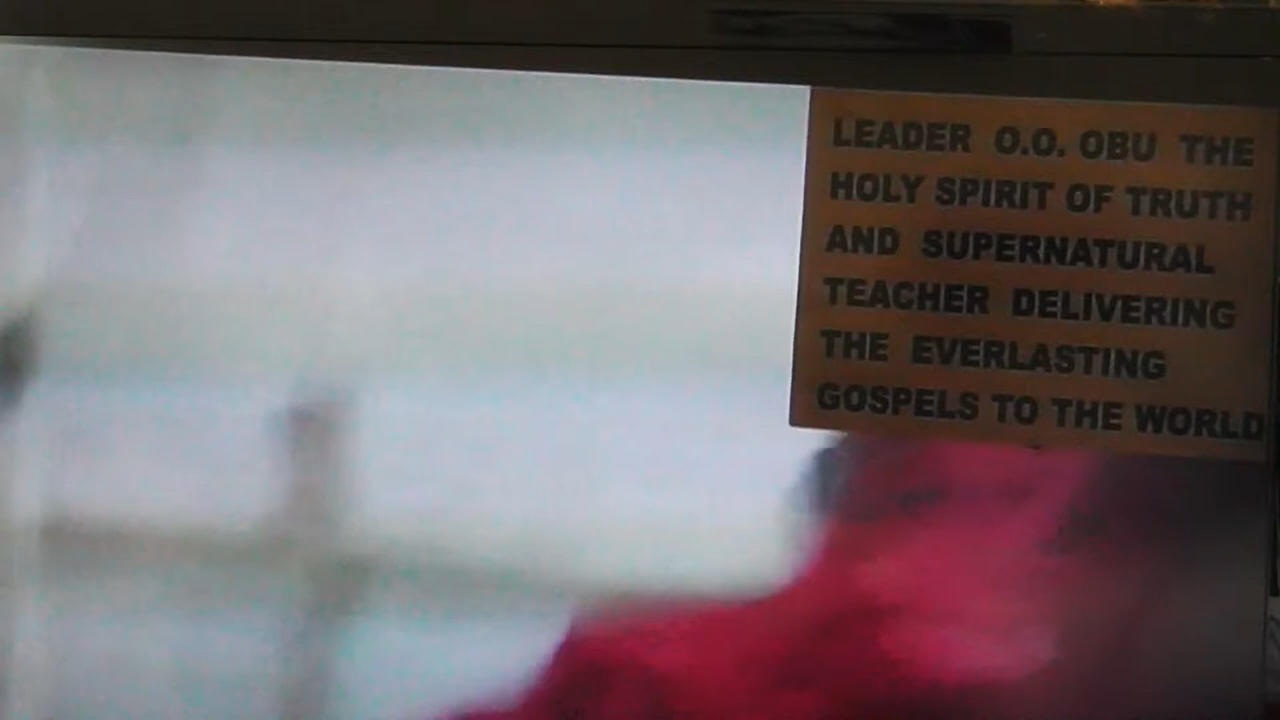 LEADER O.O. OBU THE
HOLY SPIRIT OF TRUTH
AND SUPERNATURAL
TEACHER DELIVERING
THE EVERLASTING
GOSPELS TO THE WORLD